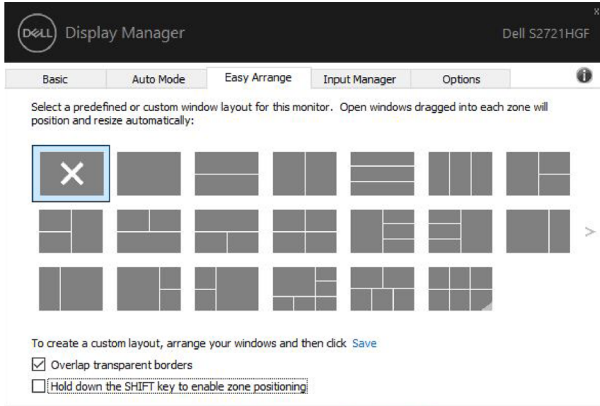 DELL Display Manager
Dell S2721HGF
x
Basic Auto Mode Easy Arrange Input Manager Options
Select a predefined or custom window layout for this monitor. Open windows dragged into each zone will
position and resize automatically:
>
To create a custom layout, arrange your windows and then click Save
Overlap transparent borders
Hold down the SHIFT key to enable zone positioning